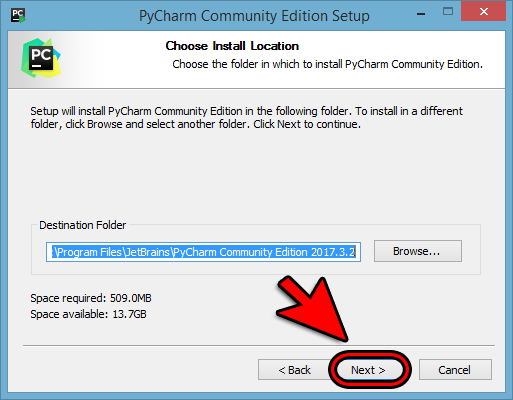 PyCharm Community Edition Setup
PC
Choose Install Location
Choose the folder in which to install PyCharm Community Edition.
Setup will install PyCharm Community Edition in the following folder. To install in a different
folder, click Browse and select another folder. Click Next to continue.
Destination Folder
:\Program Files\JetBrains\PyCharm Community Edition 2017.3.2
Browse...
Space required: 509.0MB
Space available: 13.7GB
< Back
Next >
Cancel